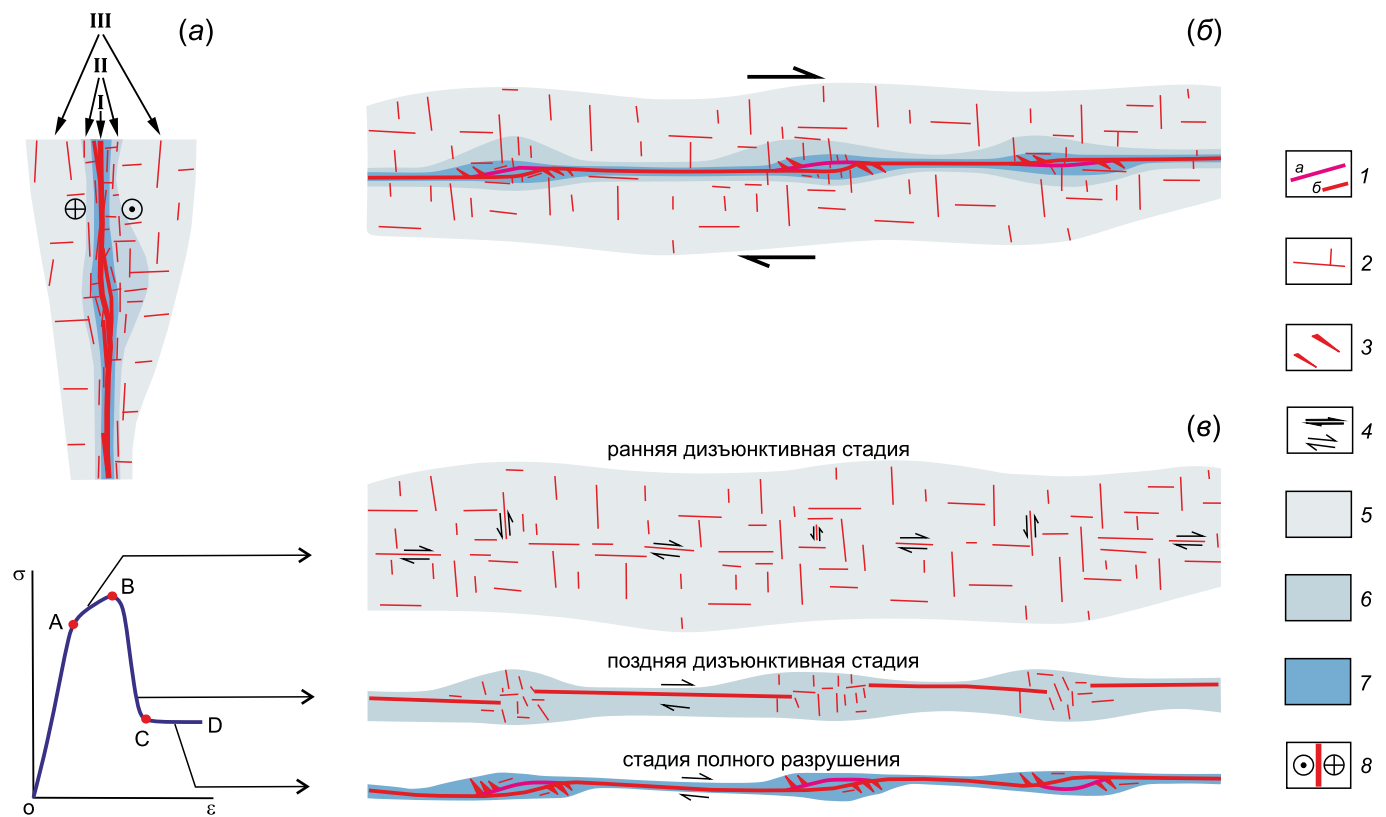 III
(а)
II
I
(б)
а
б
1
2
3
4
5
6
7
8
(в)
ранняя дизъюнктивная стадия
поздняя дизъюнктивная стадия
стадия полного разрушения
σ
A
B
C
D
о
ε